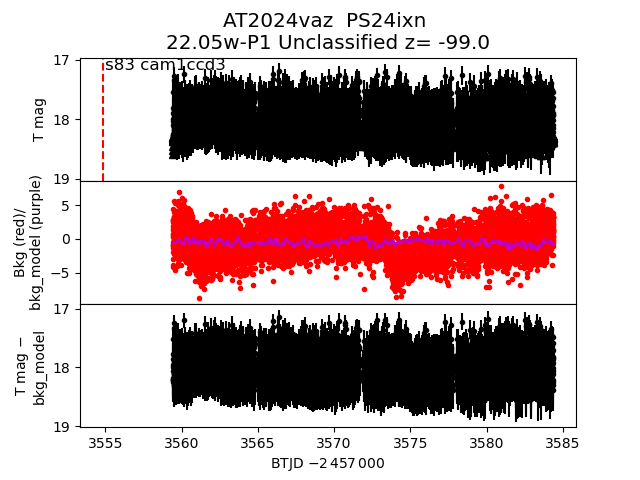 AT2024vaz  PS24ixn
22.05w-P1 Unclassified z= -99.0
s83 cam1ccd3
17
18
19
T mag
5
0
−5
Bkg (red)/
bkg_model (purple)
17
18
19
T mag −
bkg_model
3555 3560 3565 3570 3575 3580 3585
BTJD −2 457 000